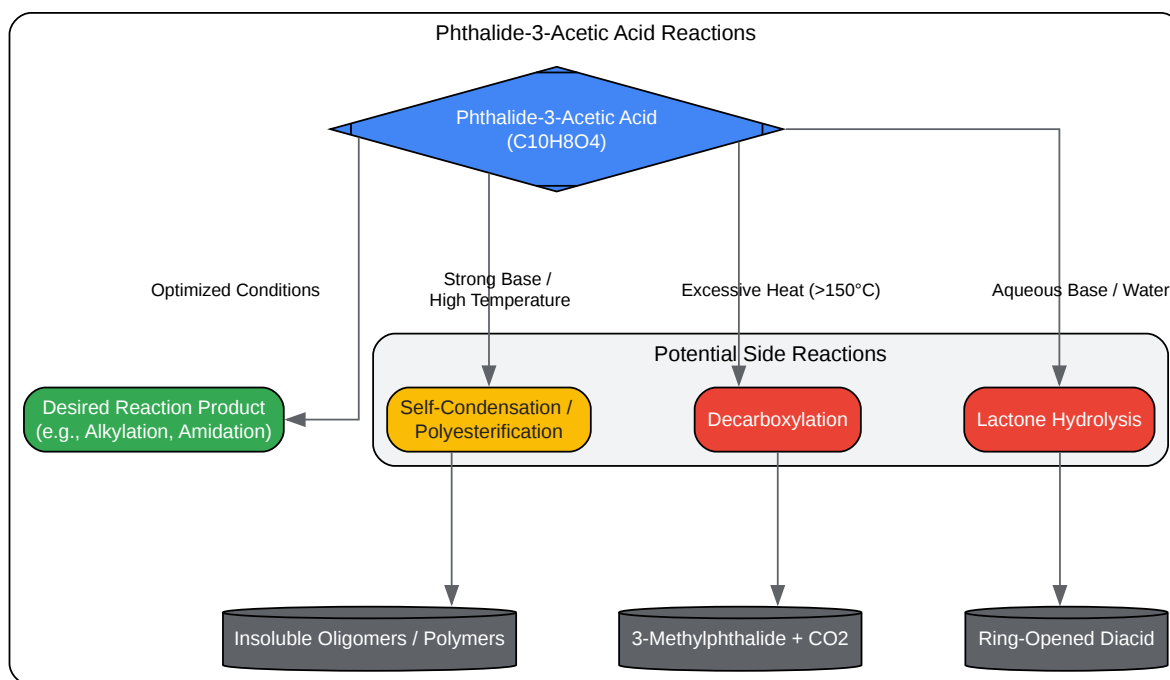 Phthalide-3-Acetic Acid Reactions
Phthalide-3-Acetic Acid
(C10H8O4)
Optimized Conditions
Strong Base /
High Temperature
Excessive Heat (>150°C)
Aqueous Base / Water
Potential Side Reactions
Desired Reaction Product
(e.g., Alkylation, Amidation)
Self-Condensation /
Polyesterification
Decarboxylation
Lactone Hydrolysis
Insoluble Oligomers / Polymers
3-Methylphthalide + CO2
Ring-Opened Diacid